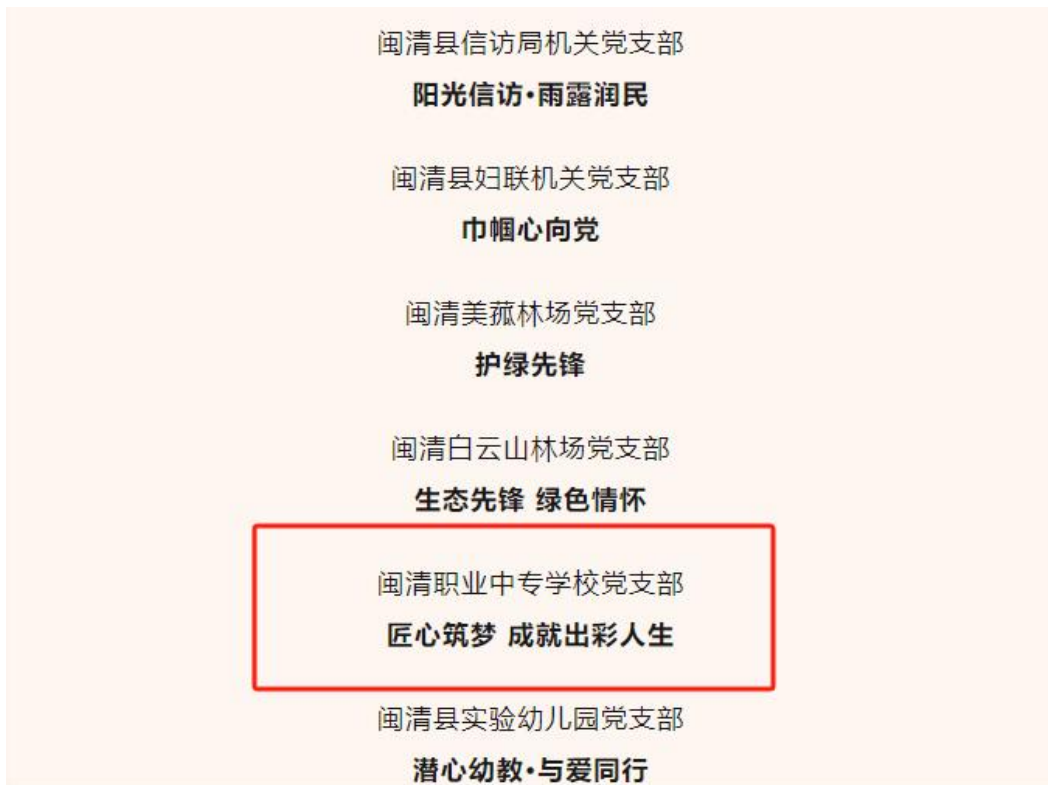 闽清县信访局机关党支部
阳光信访·雨露润民
闽清县妇联机关党支部
巾帼心向党
闽清美菰林场党支部
护绿先锋
闽清白云山林场党支部
生态先锋 绿色情怀
闽清职业中专学校党支部
匠心筑梦 成就出彩人生
闽清县实验幼儿园党支部
潜心幼教·与爱同行